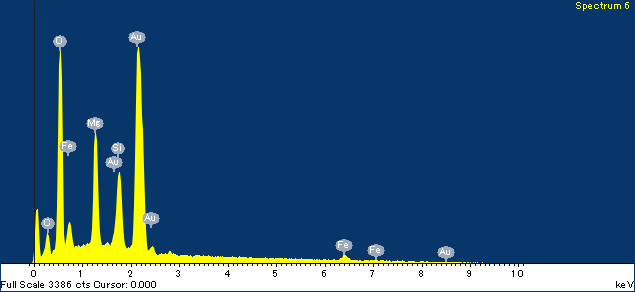 Spectrum 6
O
Au
Mg
Fe
Si
Au
Au
C
Fe
Fe
Au
0 1 2 3 4 5 6 7 8 9 10
Full Scale 3386 cts Cursor: 0.000 keV